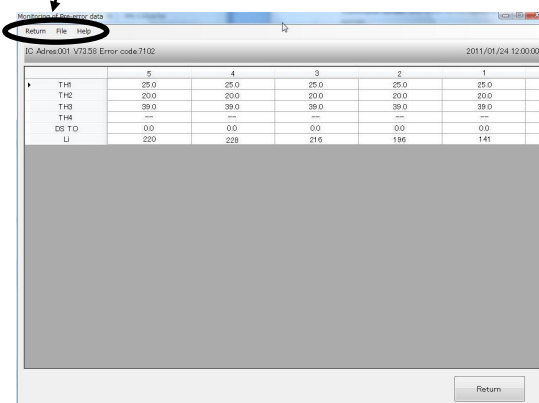 Monitoring of Pre-error data
Return File Help
IC Adres:001 V73.58 Error code:7102 2011/01/24 12:00:00
5 4 3 2 1
TH1 25.0 25.0 25.0 25.0 25.0
TH2 20.0 20.0 20.0 20.0 20.0
TH3 39.0 39.0 39.0 39.0 39.0
TH4 -- -- -- -- --
DS TO 0.0 0.0 0.0 0.0 0.0
Li 220 228 216 196 141
Return